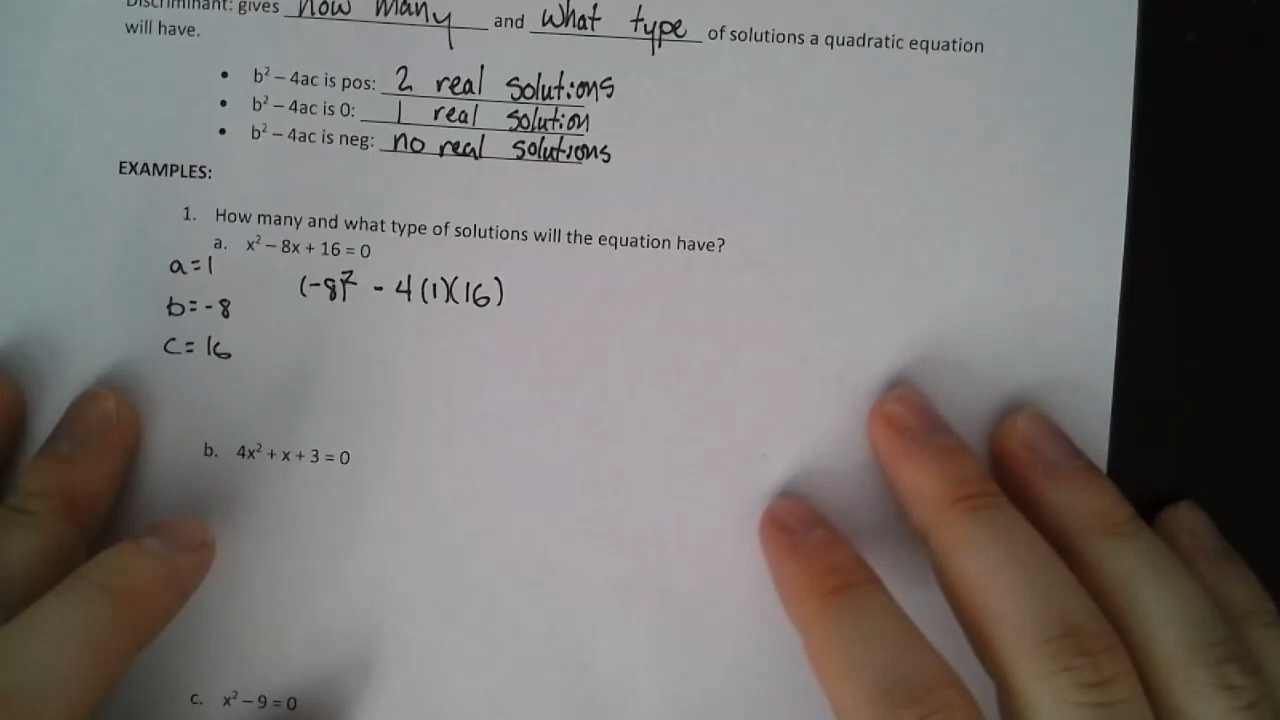 Discriminant: gives how many and what type of solutions a quadratic equation
will have.
• b² – 4ac is pos: 2 real solutions
• b² – 4ac is 0: 1 real solution
• b² – 4ac is neg: no real solutions
EXAMPLES:
1. How many and what type of solutions will the equation have?
a. x² – 8x + 16 = 0
a = 1
(-8)² - 4(1)(16)
b = -8
c = 16
b. 4x² + x + 3 = 0
c. x² – 9 = 0